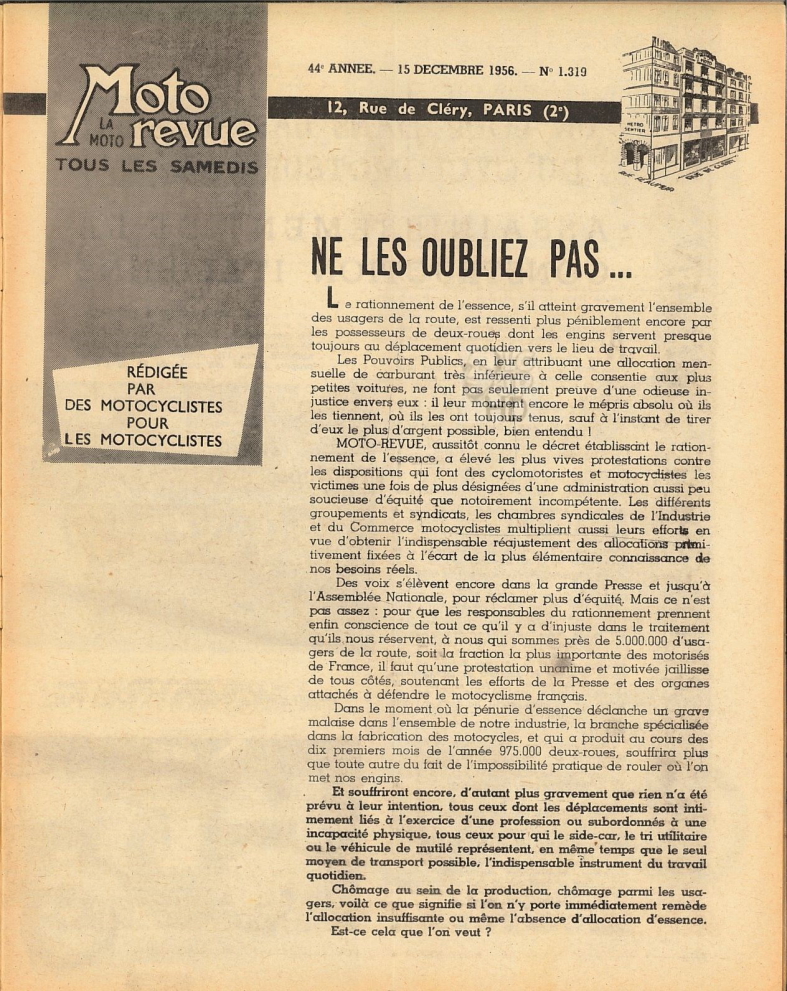 Moto
LA
MOTO revue
TOUS LES SAMEDIS
44e ANNEE. — 15 DECEMBRE 1956. — N° 1.319
12, Rue de Cléry, PARIS (2e)
METRO
SENTIER
RÉDIGÉE
PAR
DES MOTOCYCLISTES
POUR
LES MOTOCYCLISTES
NE LES OUBLIEZ PAS...
Le rationnement de l'essence, s'il atteint gravement l'ensemble
des usagers de la route, est ressenti plus péniblement encore par
les possesseurs de deux-roues dont les engins servent presque
toujours au déplacement quotidien vers le lieu de travail.
Les Pouvoirs Publics, en leur attribuant une allocation men-
suelle de carburant très inférieure à celle consentie aux plus
petites voitures, ne font pas seulement preuve d'une odieuse in-
justice envers eux : il leur montrent encore le mépris absolu où ils
les tiennent, où ils les ont toujours tenus, sauf à l'instant de tirer
d'eux le plus d'argent possible, bien entendu !
MOTO-REVUE, aussitôt connu le décret établissant le ration-
nement de l'essence, a élevé les plus vives protestations contre
les dispositions qui font des cyclomotoristes et motocyclistes les
victimes une fois de plus désignées d'une administration aussi peu
soucieuse d'équité que notoirement incompétente. Les différents
groupements et syndicats, les chambres syndicales de l'Industrie
et du Commerce motocyclistes multiplient aussi leurs efforts en
vue d'obtenir l'indispensable réajustement des allocations primi-
tivement fixées à l'écart de la plus élémentaire connaissance de
nos besoins réels.
Des voix s'élèvent encore dans la grande Presse et jusqu'à
l'Assemblée Nationale, pour réclamer plus d'équité. Mais ce n'est
pas assez : pour que les responsables du rationnement prennent
enfin conscience de tout ce qu'il y a d'injuste dans le traitement
qu'ils nous réservent, à nous qui sommes près de 5.000.000 d'usa-
gers de la route, soit la fraction la plus importante des motorisés
de France, il faut qu'une protestation unanime et motivée jaillisse
de tous côtés, soutenant les efforts de la Presse et des organes
attachés à défendre le motocyclisme français.
Dans le moment où la pénurie d'essence déclanche un grave
malaise dans l'ensemble de notre industrie, la branche spécialisée
dans la fabrication des motocycles, et qui a produit au cours des
dix premiers mois de l'année 975.000 deux-roues, souffrira plus
que toute autre du fait de l'impossibilité pratique de rouler où l'on
met nos engins.
Et souffriront encore, d'autant plus gravement que rien n'a été
prévu à leur intention, tous ceux dont les déplacements sont inti-
mement liés à l'exercice d'une profession ou subordonnés à une
incapacité physique, tous ceux pour qui le side-car, le tri utilitaire
ou le véhicule de mutilé représentent, en même temps que le seul
moyen de transport possible, l'indispensable instrument du travail
quotidien.
Chômage au sein de la production, chômage parmi les usa-
gers, voilà ce que signifie si l'on n'y porte immédiatement remède
l'allocation insuffisante ou même l'absence d'allocation d'essence.
Est-ce cela que l'on veut ?